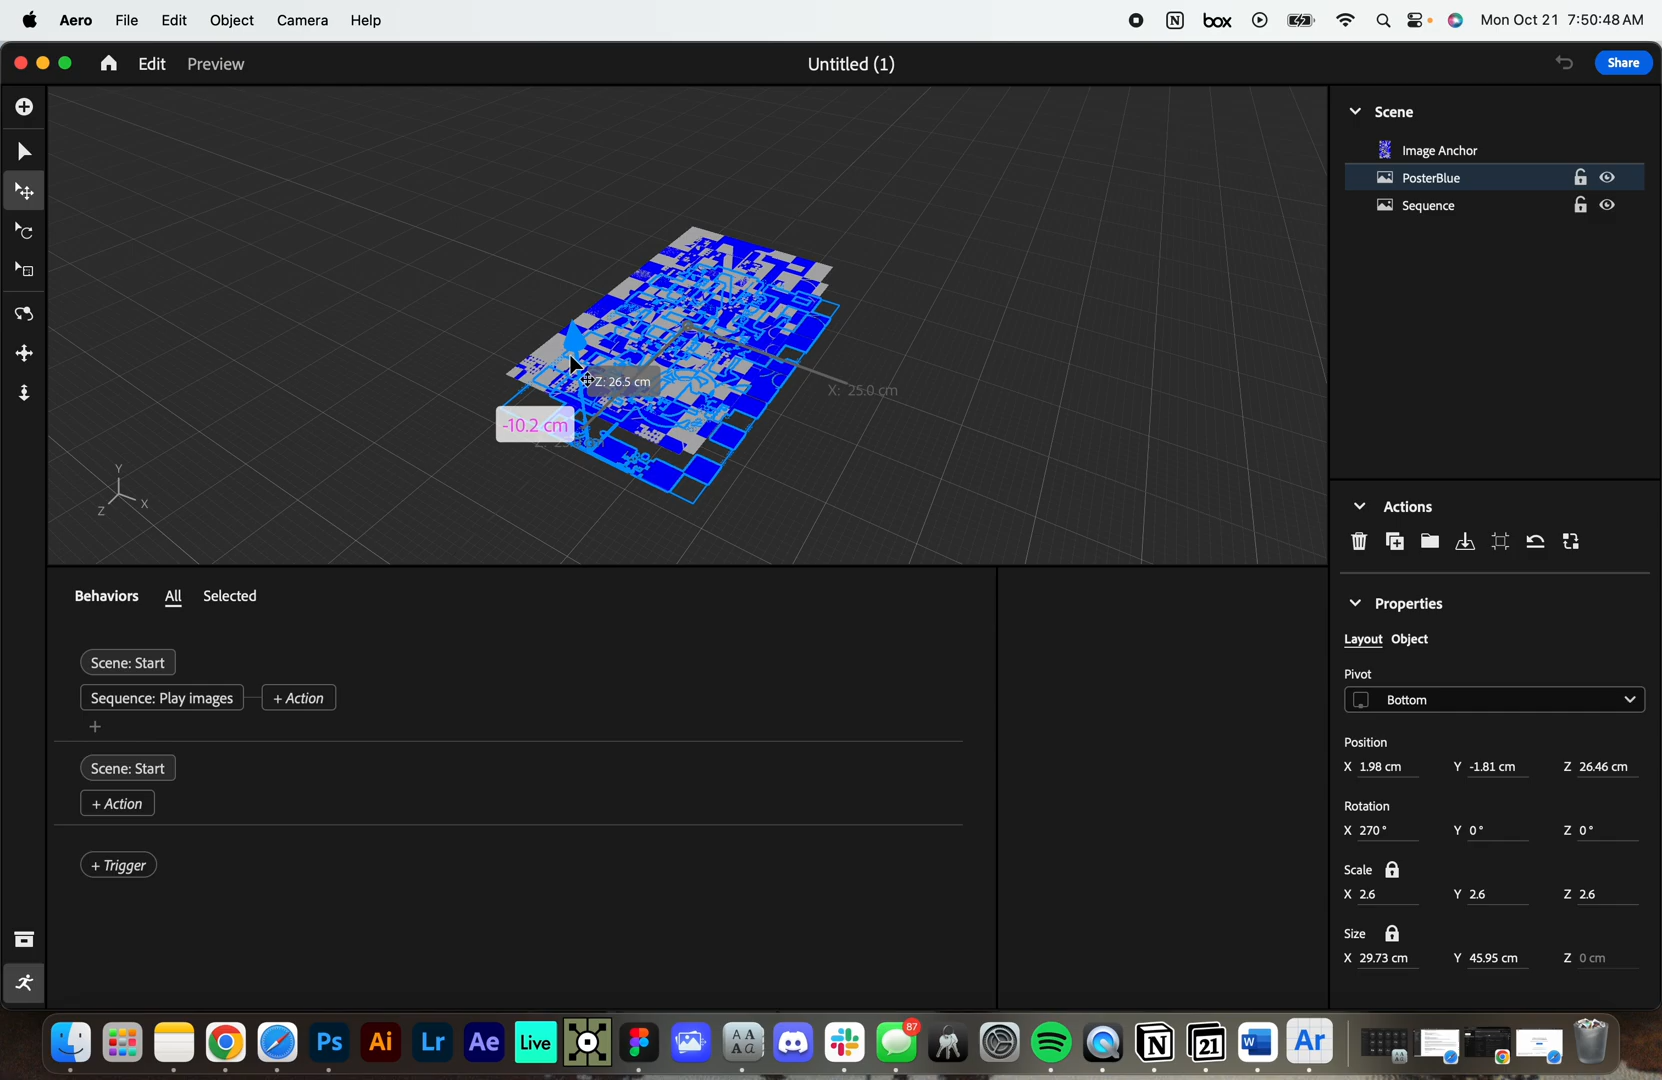 Aero File Edit Object Camera Help box Mon Oct 21 7:50:48 AM
Edit Preview Untitled (1) Share
Scene
Image Anchor
PosterBlue
Sequence
Z: 26.5 cm
X: 25.0 cm
-10.2 cm
Y
X
Z
Actions
Behaviors All Selected
Properties
Layout Object
Scene: Start
Pivot
Sequence: Play images + Action
Bottom
+
Position
Scene: Start
X 1.98 cm Y -1.81 cm Z 26.46 cm
+ Action
Rotation
X 270° Y 0° Z 0°
+ Trigger
Scale
X 2.6 Y 2.6 Z 2.6
Size
X 29.73 cm Y 45.95 cm Z 0 cm
Ps Ai Lr Ae Live A A A a 87 21 W Ar